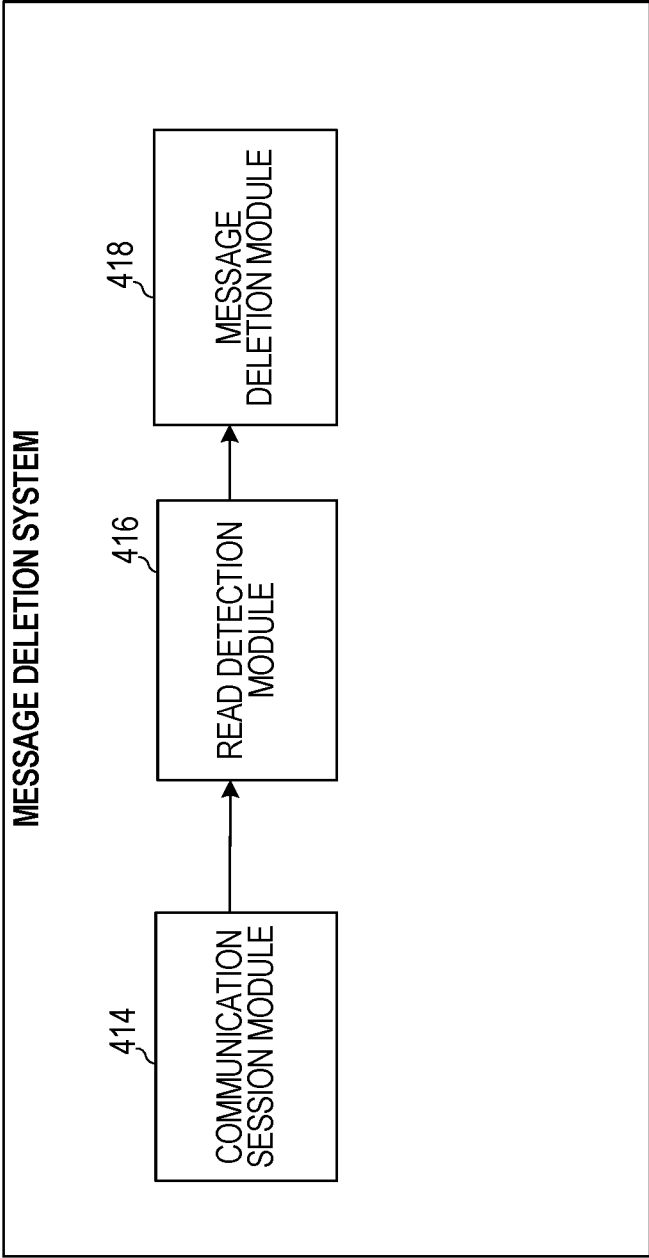 MESSAGE DELETION SYSTEM
414
COMMUNICATION
SESSION MODULE
416
READ DETECTION
MODULE
418
MESSAGE
DELETION MODULE